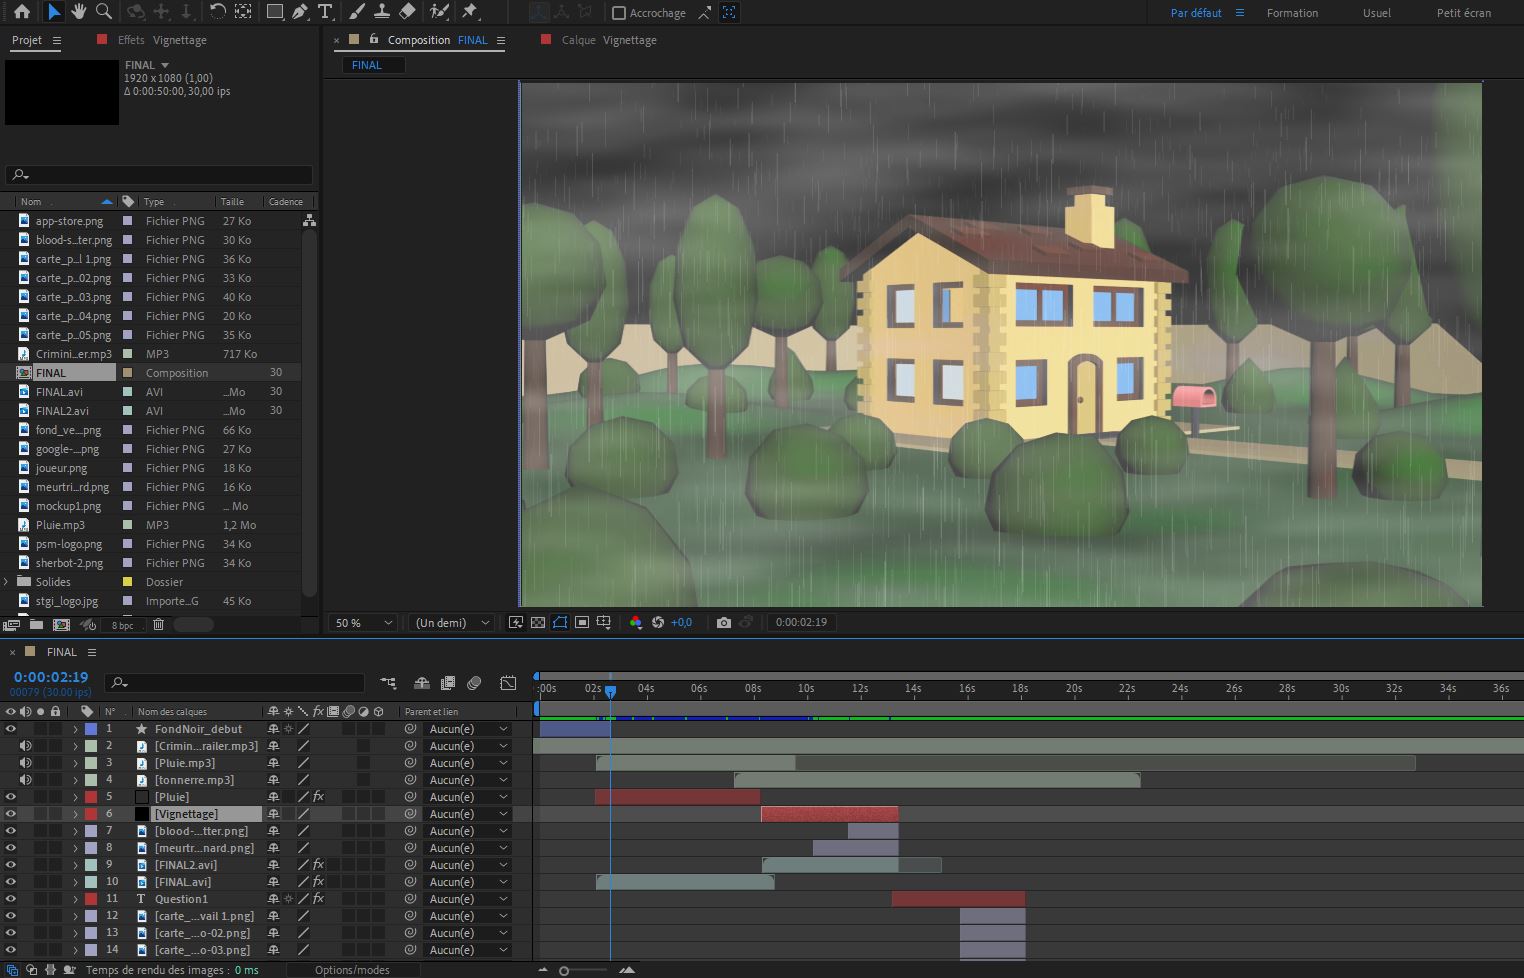 Accrochage
Par défaut
Formation
Usuel
Petit écran
Projet
Effets Vignettage
× Composition FINAL
Calque Vignettage
FINAL
FINAL
1920 x 1080 (1,00)
Δ 0:00:50:00, 30,00 ips
Nom Type Taille Cadence
app-store.png Fichier PNG 27 Ko
blood-s...ter.png Fichier PNG 30 Ko
carte_p...l 1.png Fichier PNG 36 Ko
carte_p...02.png Fichier PNG 33 Ko
carte_p...03.png Fichier PNG 40 Ko
carte_p...04.png Fichier PNG 20 Ko
carte_p...05.png Fichier PNG 35 Ko
Crimini...er.mp3 MP3 717 Ko
FINAL Composition 30
FINAL.avi AVI ...Mo 30
FINAL2.avi AVI ...Mo 30
fond_ve....png Fichier PNG 66 Ko
google-....png Fichier PNG 27 Ko
joueur.png Fichier PNG 18 Ko
meurtri...rd.png Fichier PNG 16 Ko
mockup1.png Fichier PNG ... Mo
Pluie.mp3 MP3 1,2 Mo
psm-logo.png Fichier PNG 34 Ko
sherbot-2.png Fichier PNG 34 Ko
Solides Dossier
stgi_logo.jpg Importe...G 45 Ko
8 bpc
50 % (Un demi) +0,0 0:00:02:19
× FINAL
0:00:02:19
00079 (30.00 ips)
:00s 02s 04s 06s 08s 10s 12s 14s 16s 18s 20s 22s 24s 26s 28s 30s 32s 34s 36s
N° Nom des calques fx Parent et lien
1 FondNoir_debut Aucun(e)
2 [Crimin...railer.mp3] Aucun(e)
3 [Pluie.mp3] Aucun(e)
4 [tonnerre.mp3] Aucun(e)
5 [Pluie] fx Aucun(e)
6 [Vignettage] Aucun(e)
7 [blood-...tter.png] Aucun(e)
8 [meurtr...nard.png] Aucun(e)
9 [FINAL2.avi] fx Aucun(e)
10 [FINAL.avi] fx Aucun(e)
11 T Question1 fx Aucun(e)
12 [carte_...vail 1.png] Aucun(e)
13 [carte_...o-02.png] Aucun(e)
14 [carte_...o-03.png] Aucun(e)
Temps de rendu des images : 0 ms Options/modes